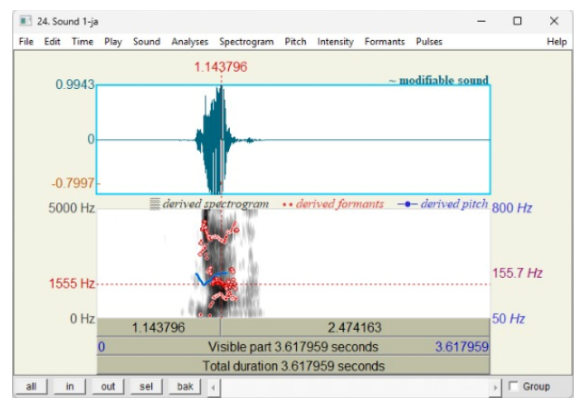 24. Sound 1-ja
File Edit Time Play Sound Analyses Spectrogram Pitch Intensity Formants Pulses Help
1.143796
0.9943
~ modifiable sound
0
-0.7997
derived spectrogram derived formants derived pitch
5000 Hz 800 Hz
155.7 Hz
1555 Hz
0 Hz 50 Hz
1.143796 2.474163
0 Visible part 3.617959 seconds 3.617959
Total duration 3.617959 seconds
all in out sel bak Group